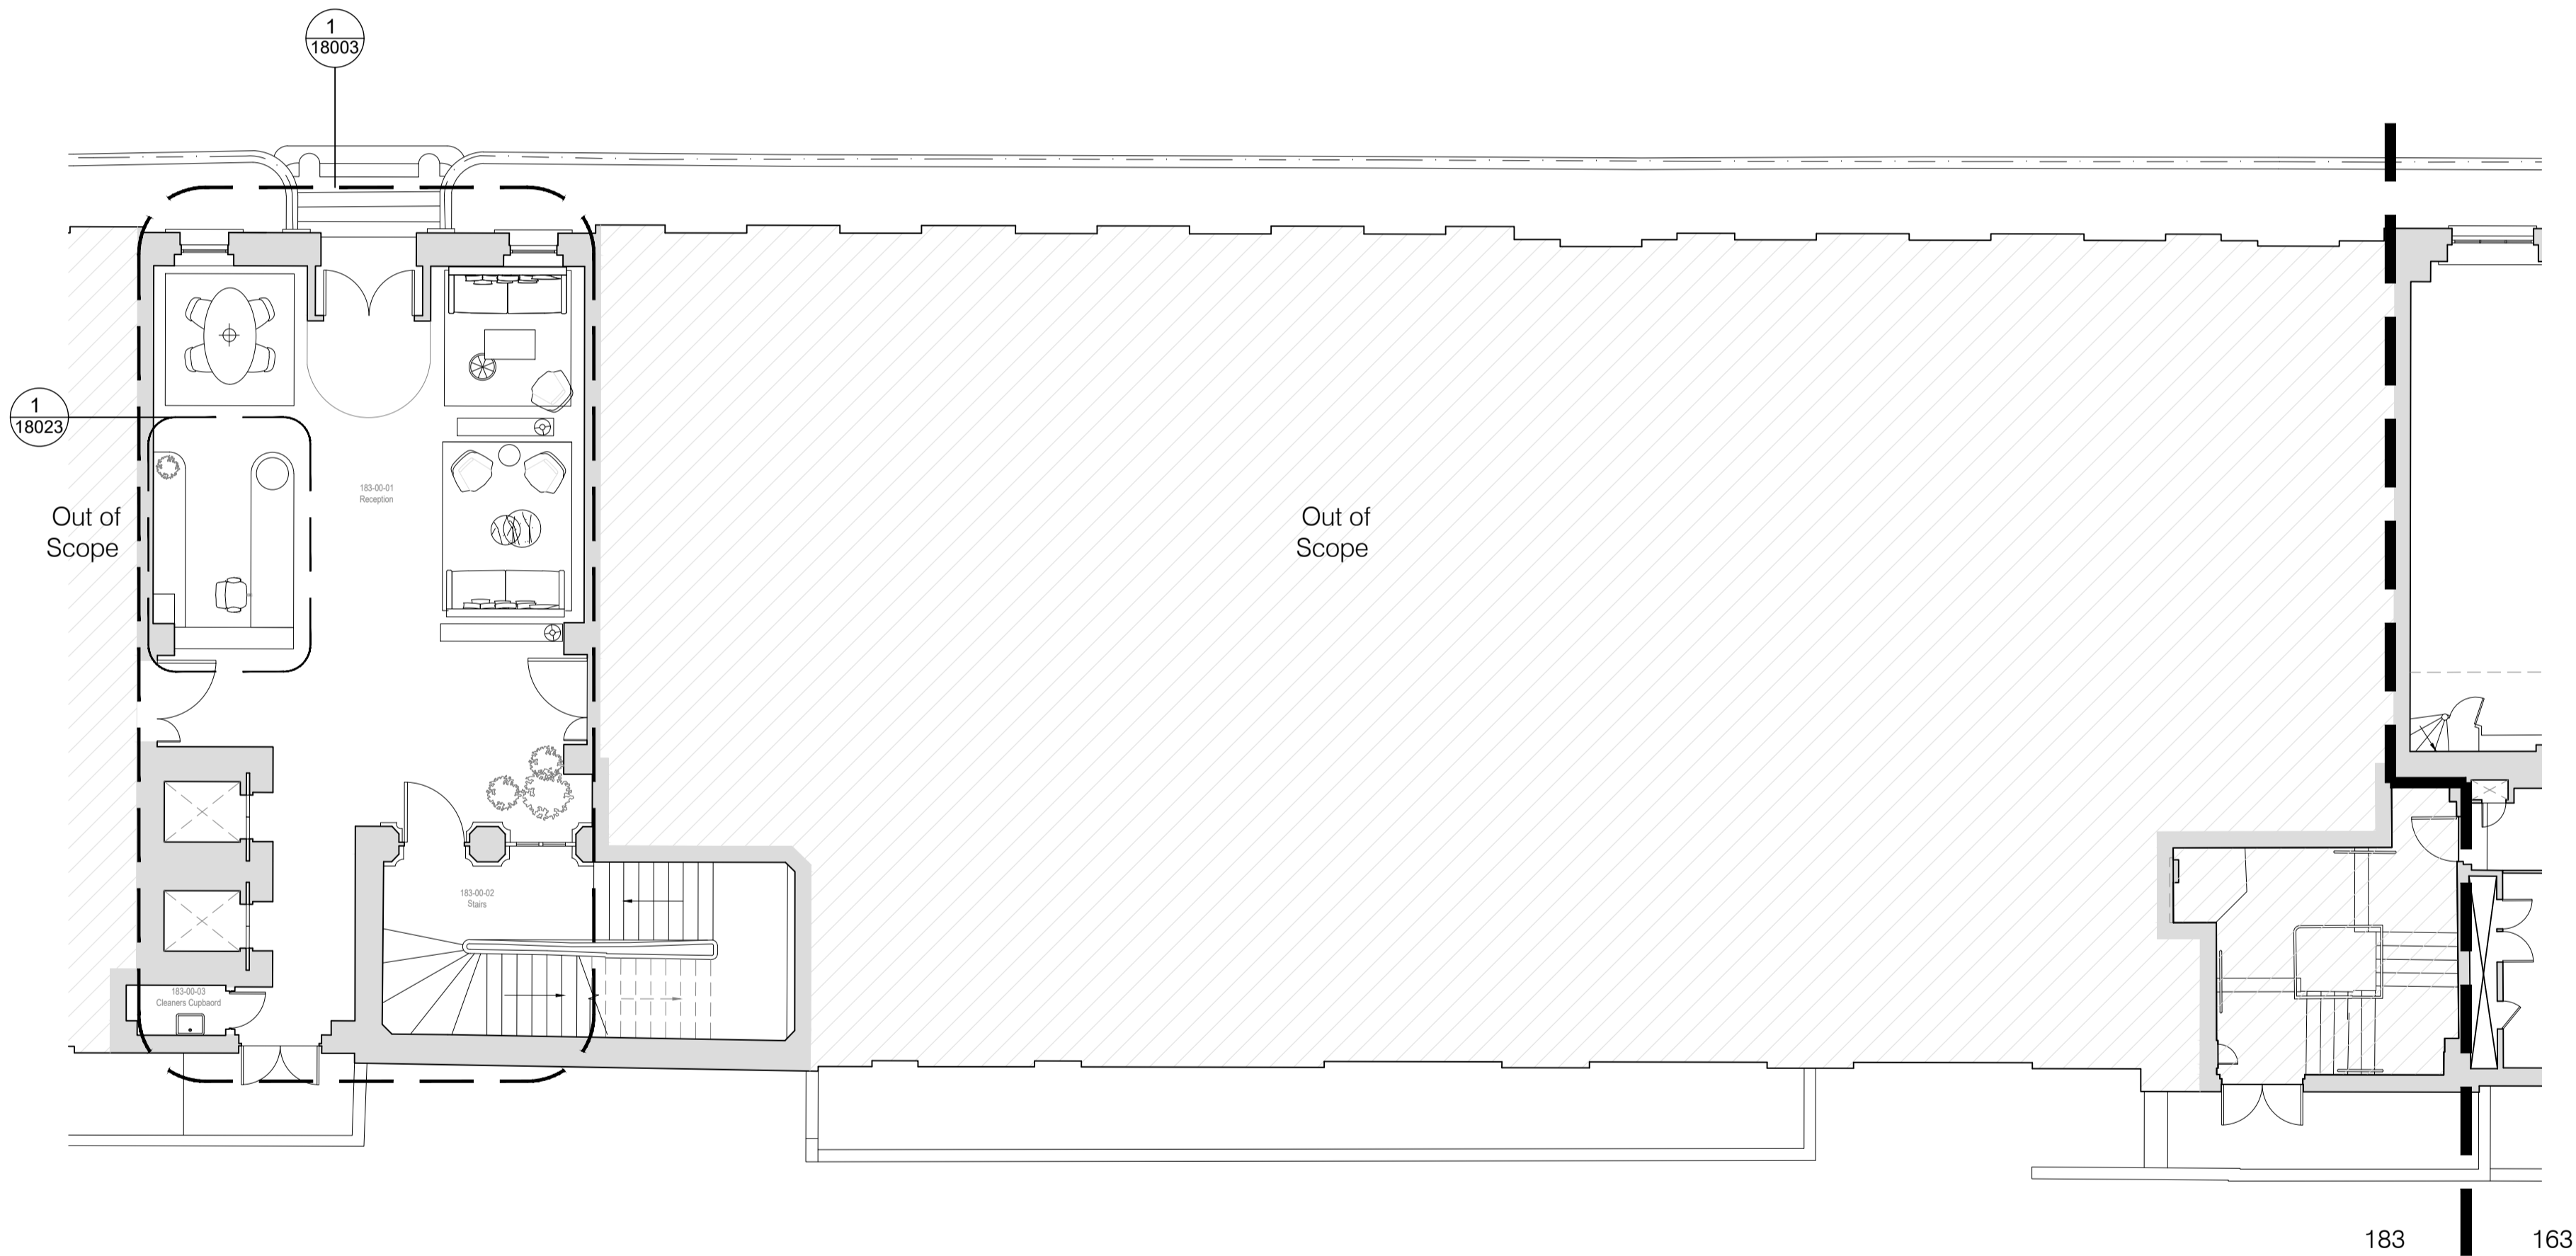 1
18003
1
18023
183-00-01
Reception
Out of
Scope
Out of
Scope
183-00-02
Stairs
183-00-03
Cleaners Cupbaord
183
163